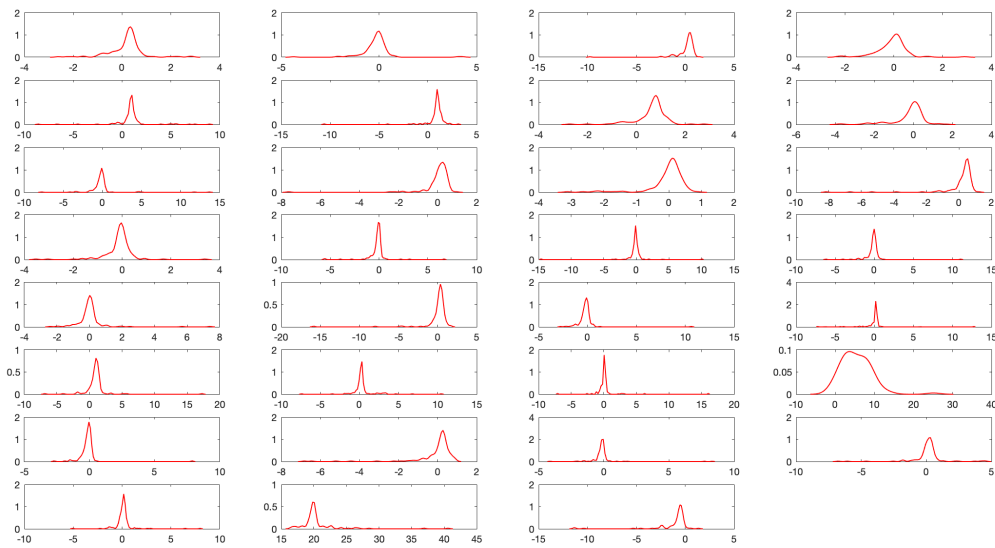 2 2 2 2
1 1 1 1
0 0 0 0
-4 -2 0 2 4 -5 0 5 -15 -10 -5 0 5 -4 -2 0 2 4
2 2 2 2
1 1 1 1
0 0 0 0
-10 -5 0 5 10 -15 -10 -5 0 5 -4 -2 0 2 4 -6 -4 -2 0 2 4
2 2 2 2
1 1 1 1
0 0 0 0
-10 -5 0 5 10 15 -8 -6 -4 -2 0 2 -4 -3 -2 -1 0 1 2 -10 -8 -6 -4 -2 0 2
2 2 2 2
1 1 1 1
0 0 0 0
-4 -2 0 2 4 -10 -5 0 5 10 -15 -10 -5 0 5 10 15 -10 -5 0 5 10 15
2 1 2 4
1 0.5 1 2
0 0 0 0
-4 -2 0 2 4 6 8 -20 -15 -10 -5 0 5 -5 0 5 10 15 -10 -5 0 5 10 15
1 2 2 0.1
0.5 1 1 0.05
0 0 0 0
-10 -5 0 5 10 15 20 -10 -5 0 5 10 15 -10 -5 0 5 10 15 20 -10 0 10 20 30 40
2 2 4 2
1 1 2 1
0 0 0 0
-5 0 5 10 -8 -6 -4 -2 0 2 -5 0 5 10 -10 -5 0 5
2 1 2
1 0.5 1
0 0 0
-10 -5 0 5 10 15 20 25 30 35 40 45 -15 -10 -5 0 5